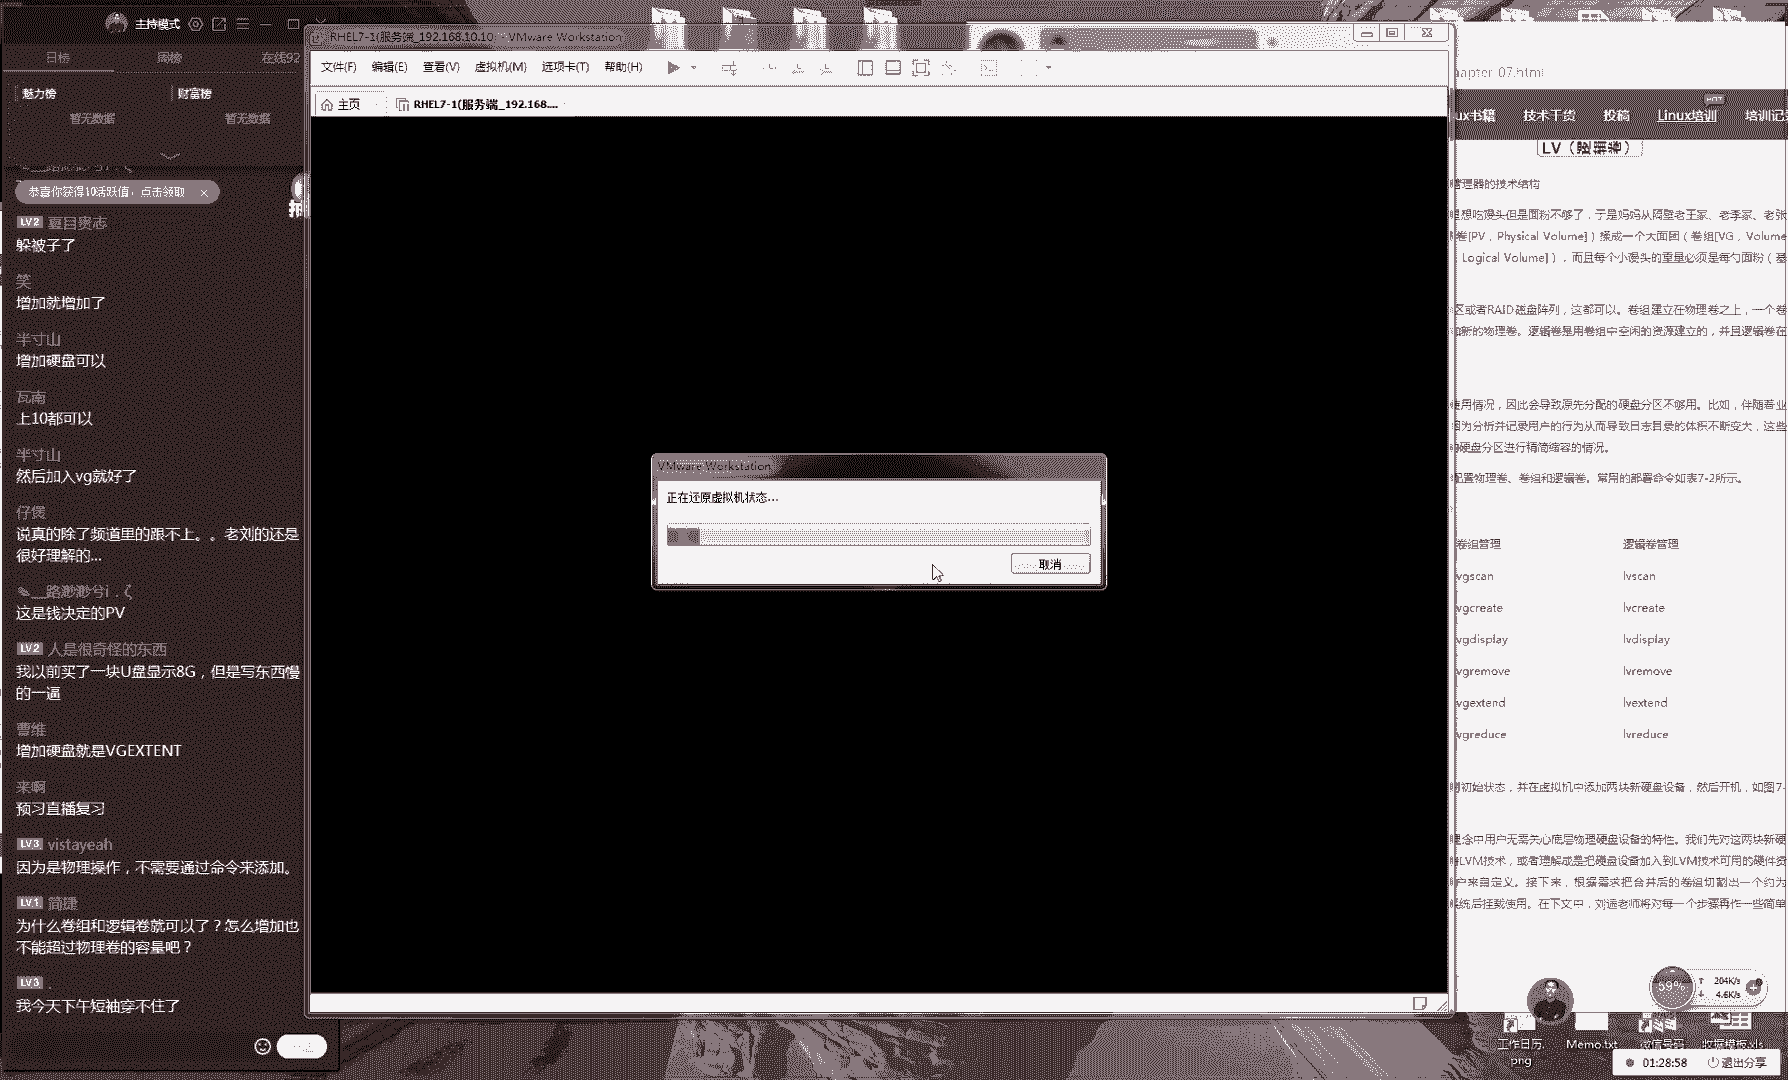 主持模式
日榜
周榜
在线92
魅力榜
财富榜
暂无数据
暂无数据
恭喜你获得10活跃值，点击领取
LV2 夏目贤志
躲被子了
笑
增加就增加了
半寸山
增加硬盘可以
瓦南
上10都可以
半寸山
然后加入vg就好了
仔煲
说真的除了频道里的跟不上。。老刘的还是
很好理解的...
这是钱决定的PV
LV2 人是很奇怪的东西
我以前买了一块U盘显示8G，但是写东西慢
的一逼
曹维
增加硬盘就是VGEXTENT
来啊
预习直播复习
LV3 vistayeah
因为是物理操作，不需要通过命令来添加。
LV1 简捷
为什么卷组和逻辑卷就可以了？怎么增加也
不能超过物理卷的容量吧？
LV3 .
我今天下午短袖穿不住了
RHEL7-1(服务端_192.168.10.10) - VMware Workstation
文件(F) 编辑(E) 查看(V) 虚拟机(M) 选项卡(T) 帮助(H)
主页
RHEL7-1(服务端_192.168....
VMware Workstation
正在还原虚拟机状态...
取消
apter-07.html
HOT
ux书籍 技术干货 投稿 Linux培训 培训记
LV（逻辑卷）
管理器的技术结构
想吃馒头但是面粉不够了，于是妈妈从隔壁老王家、老李家、老张
卷[PV，Physical Volume]）揉成一个大面团（卷组[VG，Volume
Logical Volume]），而且每个小馒头的重量必须是每勺面粉（基
区或者RAID磁盘阵列，这都可以。卷组建立在物理卷之上，一个卷
新的物理卷。逻辑卷是用卷组中空闲的资源建立的，并且逻辑卷在
使用情况，因此会导致原先分配的硬盘分区不够用。比如，伴随着业
因为分析并记录用户的行为从而导致日志目录的体积不断变大，这些
硬盘分区进行精简缩容的情况。
配置物理卷、卷组和逻辑卷。常用的部署命令如表7-2所示。
卷组管理 逻辑卷管理
vgscan lvscan
vgcreate lvcreate
vgdisplay lvdisplay
vgremove lvremove
vgextend lvextend
vgreduce lvreduce
初始状态，并在虚拟机中添加两块新硬盘设备，然后开机，如图7-
念中用户无需关心底层物理硬盘设备的特性。我们先对这两块新硬
LVM技术，或者理解成是把硬盘设备加入到LVM技术可用的硬件资
户来自定义。接下来，根据需求把合并后的卷组切割出一个约为
统后挂载使用。在下文中，刘遄老师将对每一个步骤再作一些简单
59%
204K/s
4.6K/s
工作日历.
png
Memo.txt
微信号码
收据模板.xls
01:28:58
退出分享